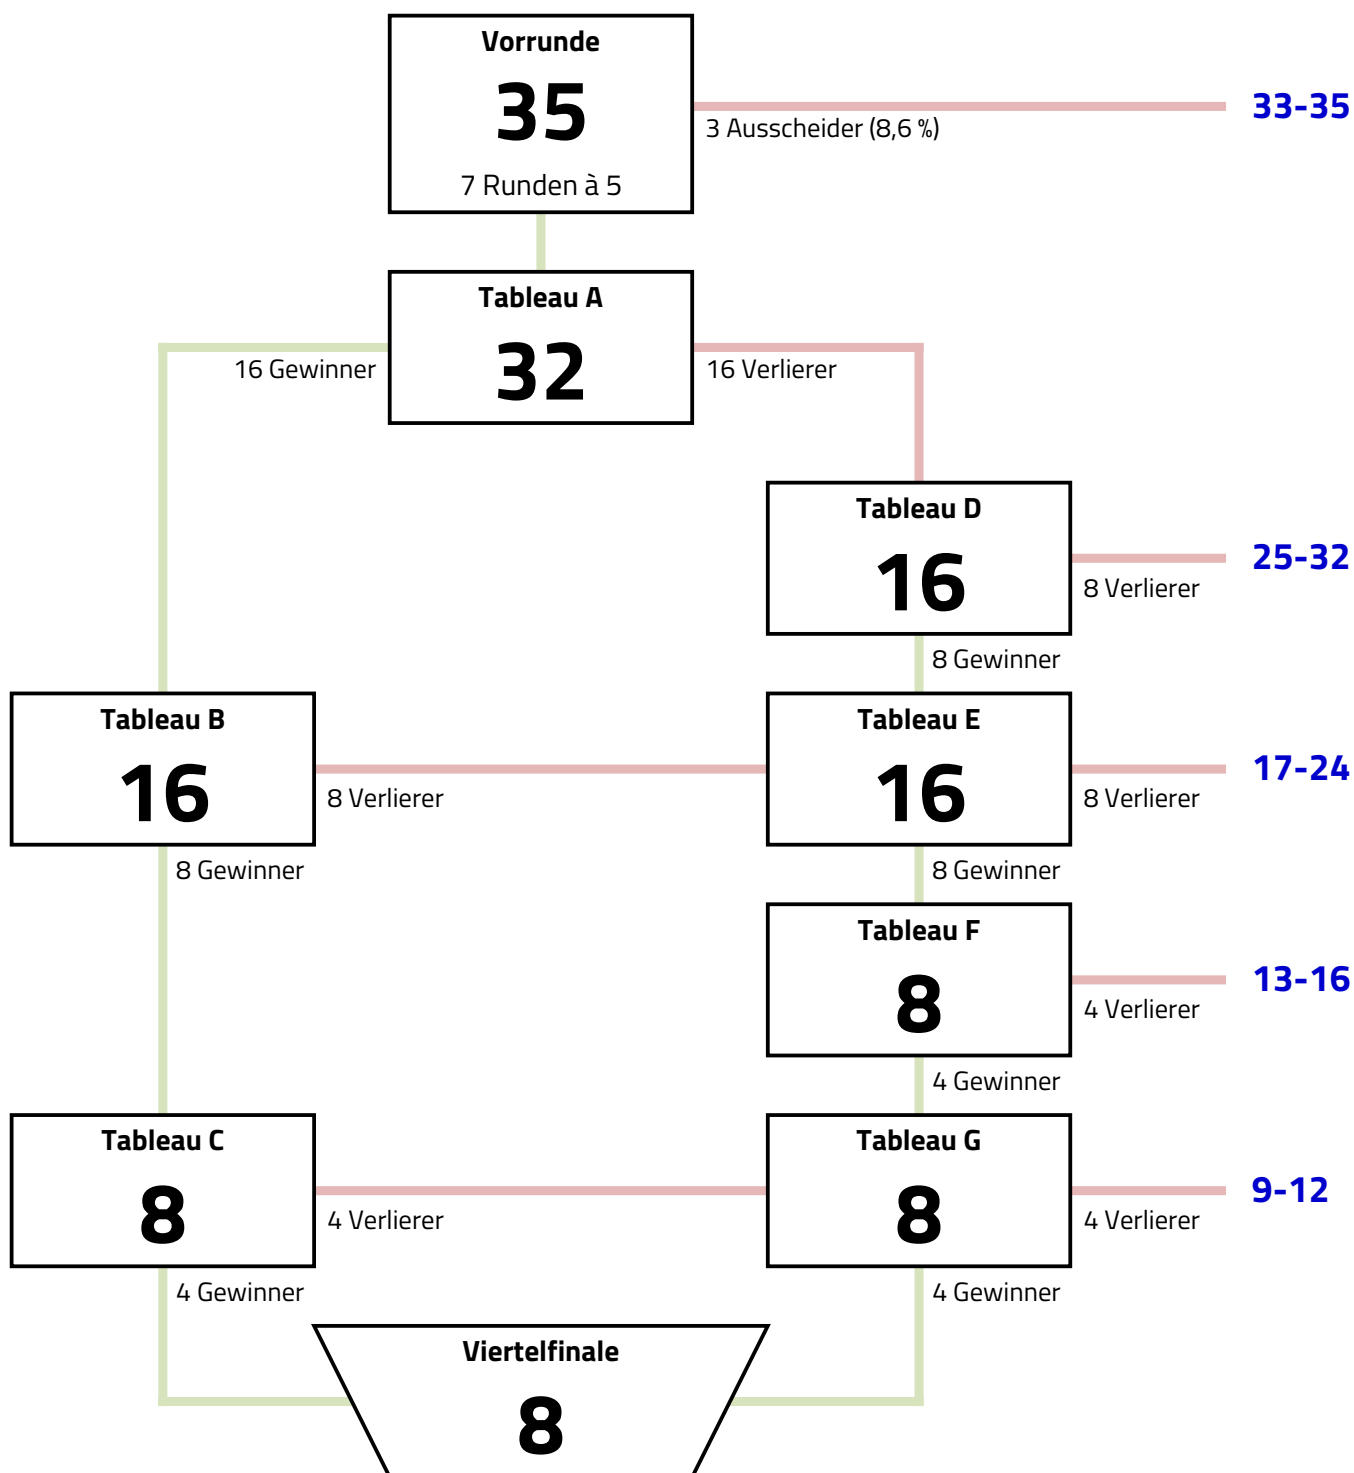 Vorrunde
35
7 Runden à 5
3 Ausscheider (8,6 %)
33-35
Tableau A
32
16 Gewinner
16 Verlierer
Tableau D
16
8 Verlierer
25-32
8 Gewinner
Tableau B
16
8 Verlierer
8 Gewinner
Tableau E
16
8 Verlierer
17-24
8 Gewinner
Tableau F
8
4 Verlierer
13-16
4 Gewinner
Tableau C
8
4 Verlierer
4 Gewinner
Tableau G
8
4 Verlierer
9-12
4 Gewinner
Viertelfinale
8